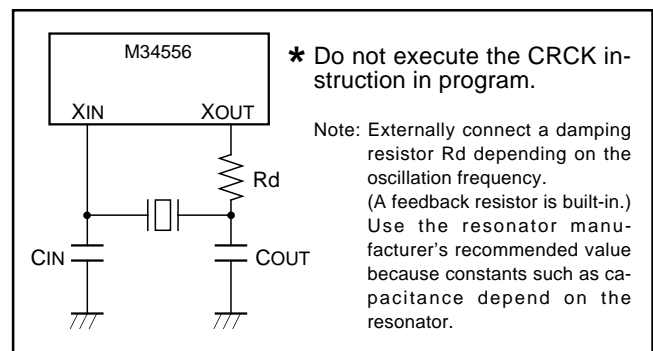 M34556
XIN
XOUT
Rd
CIN
COUT
* Do not execute the CRCK in-
struction in program.
Note: Externally connect a damping
resistor Rd depending on the
oscillation frequency.
(A feedback resistor is built-in.)
Use the resonator manu-
facturer's recommended value
because constants such as ca-
pacitance depend on the
resonator.